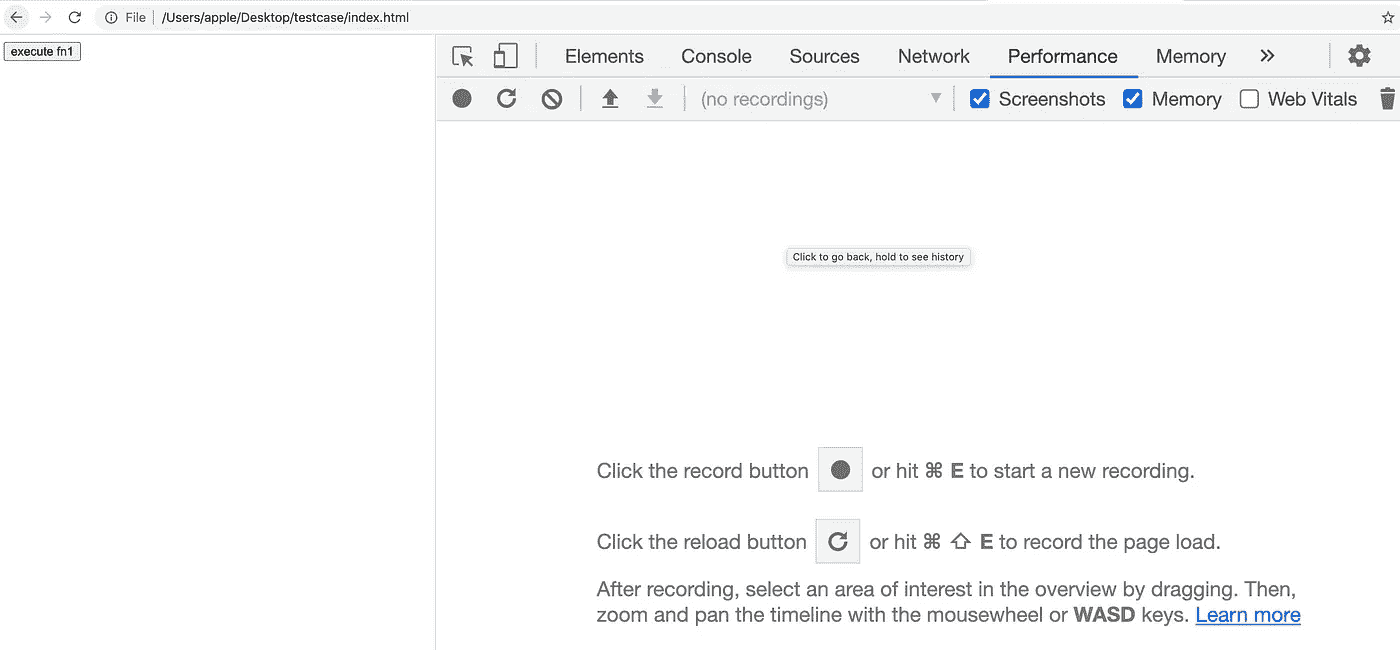 File /Users/apple/Desktop/testcase/index.html
execute fn1
Elements Console Sources Network Performance Memory
(no recordings) Screenshots Memory Web Vitals
Click to go back, hold to see history
Click the record button or hit ⌘ E to start a new recording.
Click the reload button or hit ⌘ ⇧ E to record the page load.
After recording, select an area of interest in the overview by dragging. Then,
zoom and pan the timeline with the mousewheel or WASD keys. Learn more